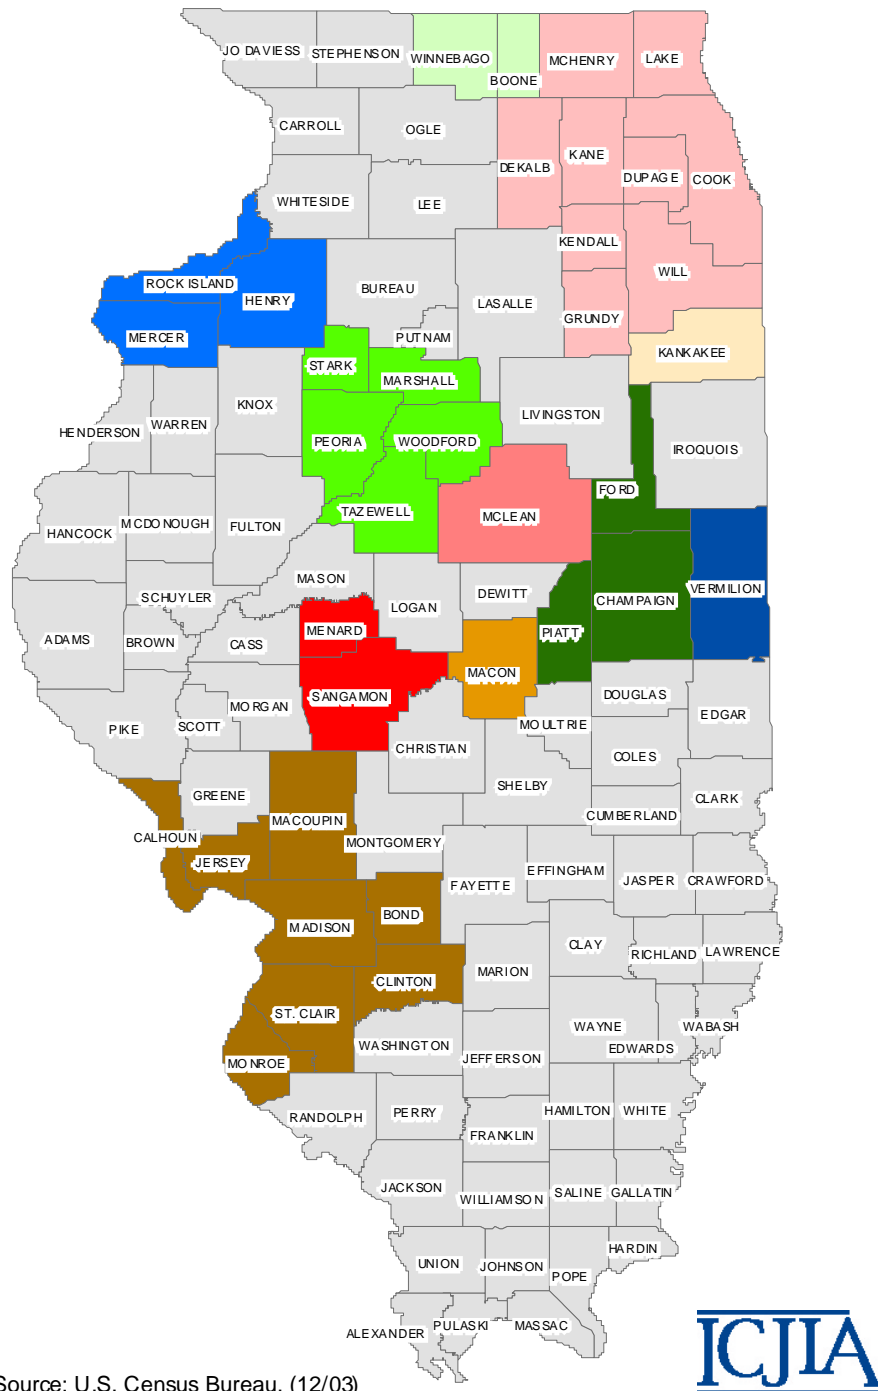 JO DAVIESS
STEPHENSON
WINNEBAGO
BOONE
MCHENRY
LAKE
CARROLL
OGLE
DEKALB
KANE
DUPAGE
COOK
WHITESIDE
LEE
KENDALL
WILL
ROCK ISLAND
HENRY
BUREAU
LASALLE
GRUNDY
MERCER
PUTNAM
KANKAKEE
STARK
MARSHALL
KNOX
LIVINGSTON
HENDERSON
WARREN
PEORIA
WOODFORD
IROQUOIS
FORD
HANCOCK
MCDONOUGH
FULTON
TAZEWELL
MCLEAN
MASON
SCHUYLER
LOGAN
DEWITT
CHAMPAIGN
VERMILION
ADAMS
BROWN
CASS
MENARD
PIATT
MACON
SANGAMON
DOUGLAS
PIKE
SCOTT
MORGAN
MOULTRIE
EDGAR
CHRISTIAN
COLES
GREENE
SHELBY
CLARK
CALHOUN
MACOUPIN
MONTGOMERY
CUMBERLAND
JERSEY
FAYETTE
EFFINGHAM
JASPER
CRAWFORD
MADISON
BOND
CLAY
RICHLAND
LAWRENCE
CLINTON
MARION
ST. CLAIR
WAYNE
EDWARDS
WABASH
MONROE
WASHINGTON
JEFFERSON
RANDOLPH
PERRY
HAMILTON
WHITE
FRANKLIN
JACKSON
WILLIAMSON
SALINE
GALLATIN
UNION
JOHNSON
POPE
HARDIN
ALEXANDER
PULASKI
MASSAC
Source: U.S. Census Bureau, (12/03)
ICJIA